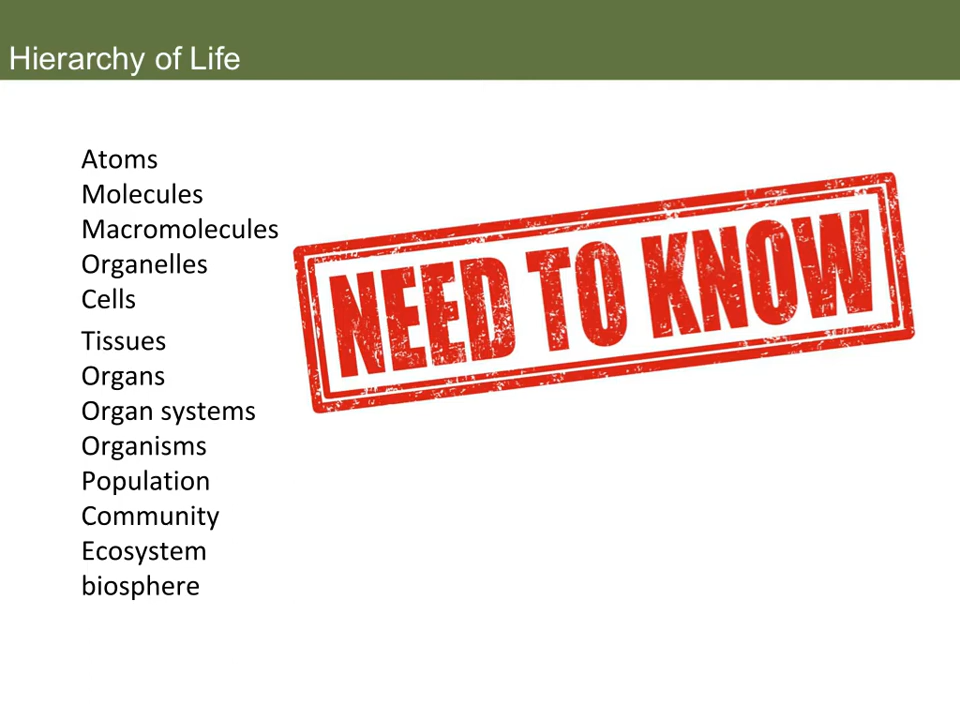 Hierarchy of Life
Atoms
Molecules
Macromolecules
Organelles
Cells
Tissues
Organs
Organ systems
Organisms
Population
Community
Ecosystem
biosphere
NEED TO KNOW